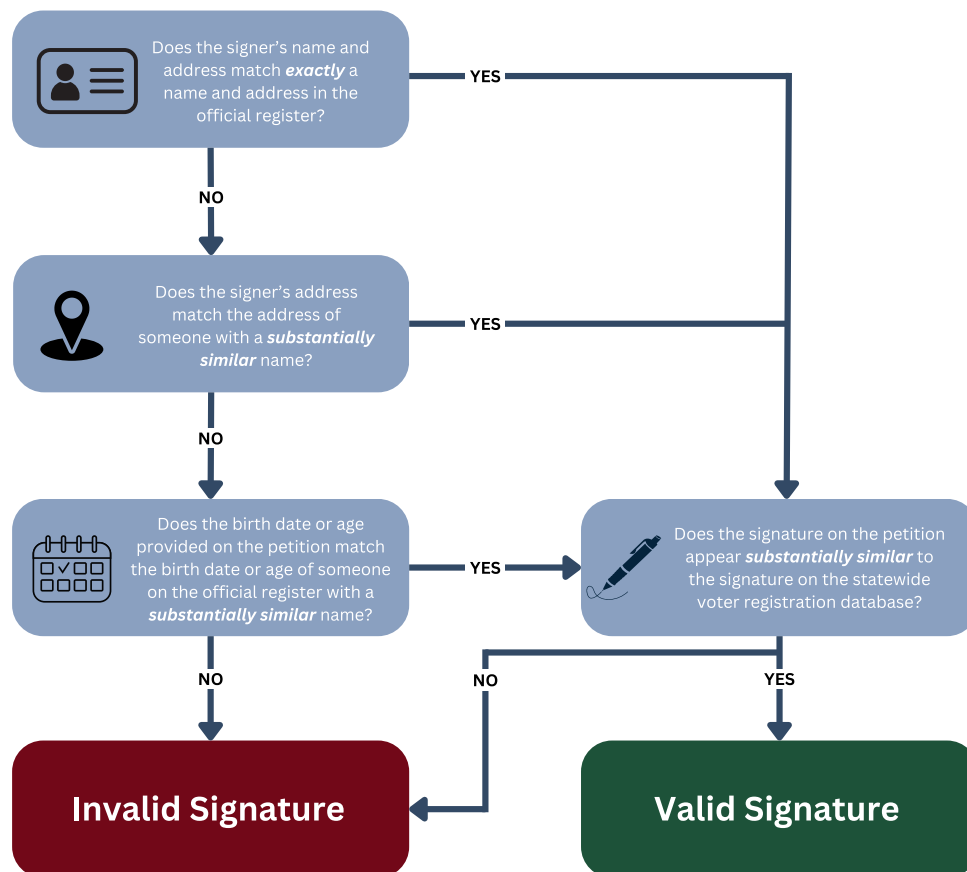 Does the signer's name and
address match exactly a
name and address in the
official register?
YES
NO
Does the signer's address
match the address of
someone with a substantially
similar name?
YES
NO
Does the birth date or age
provided on the petition match
the birth date or age of someone
on the official register with a
substantially similar name?
YES
Does the signature on the petition
appear substantially similar to
the signature on the statewide
voter registration database?
NO
NO
YES
Invalid Signature
Valid Signature